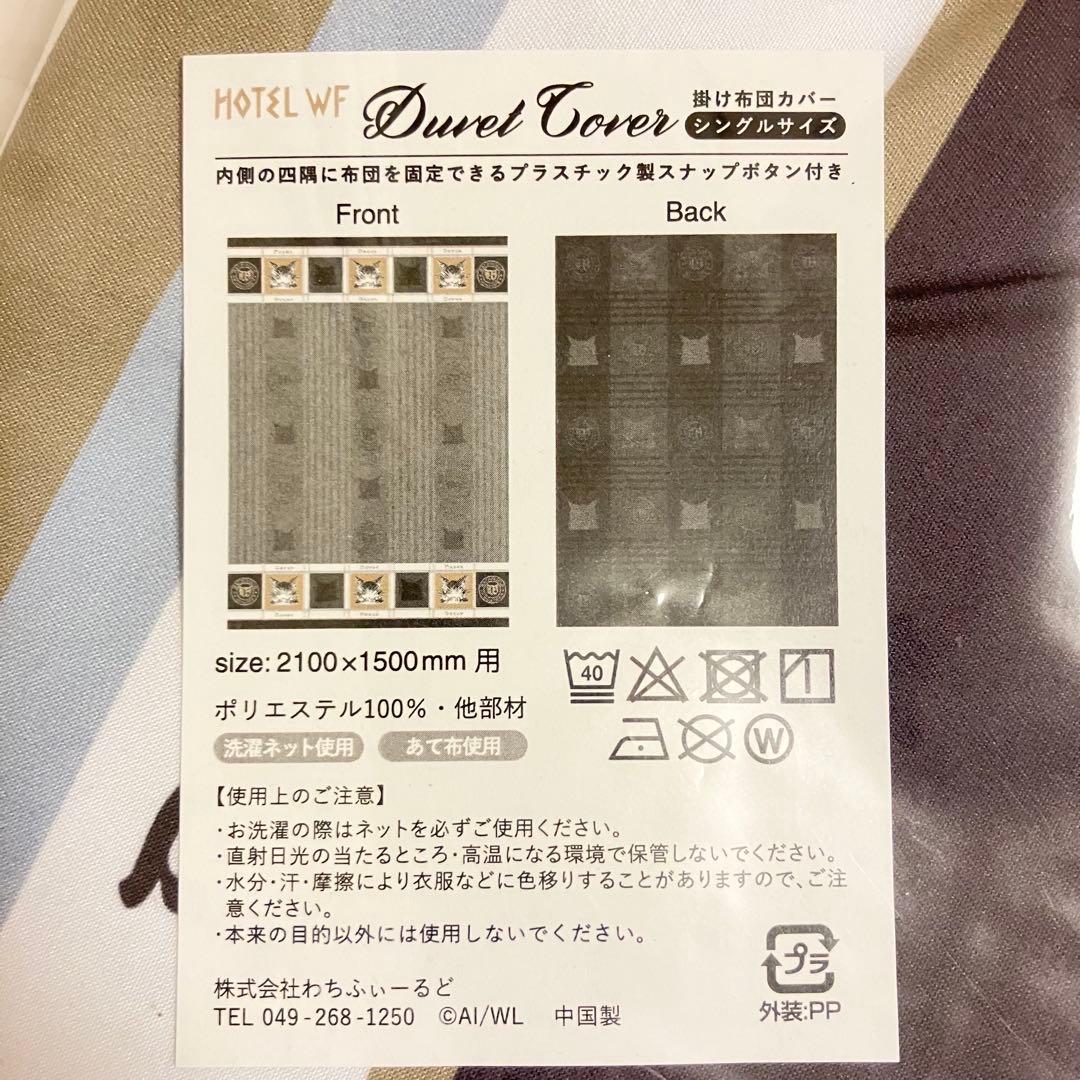 HOTEL WF Duvet Cover 掛け布団カバー
シングルサイズ
内側の四隅に布団を固定できるプラスチック製スナップボタン付き
Front Back
size: 2100×1500mm 用
ポリエステル100%・他部材
洗濯ネット使用 あて布使用
40
W
【使用上のご注意】
・お洗濯の際はネットを必ずご使用ください。
・直射日光の当たるところ・高温になる環境で保管しないでください。
・水分・汗・摩擦により衣服などに色移りすることがありますので、ご注
意ください。
・本来の目的以外には使用しないでください。
株式会社わちふぃーるど
TEL 049-268-1250 ©AI/WL 中国製
プラ
外装:PP